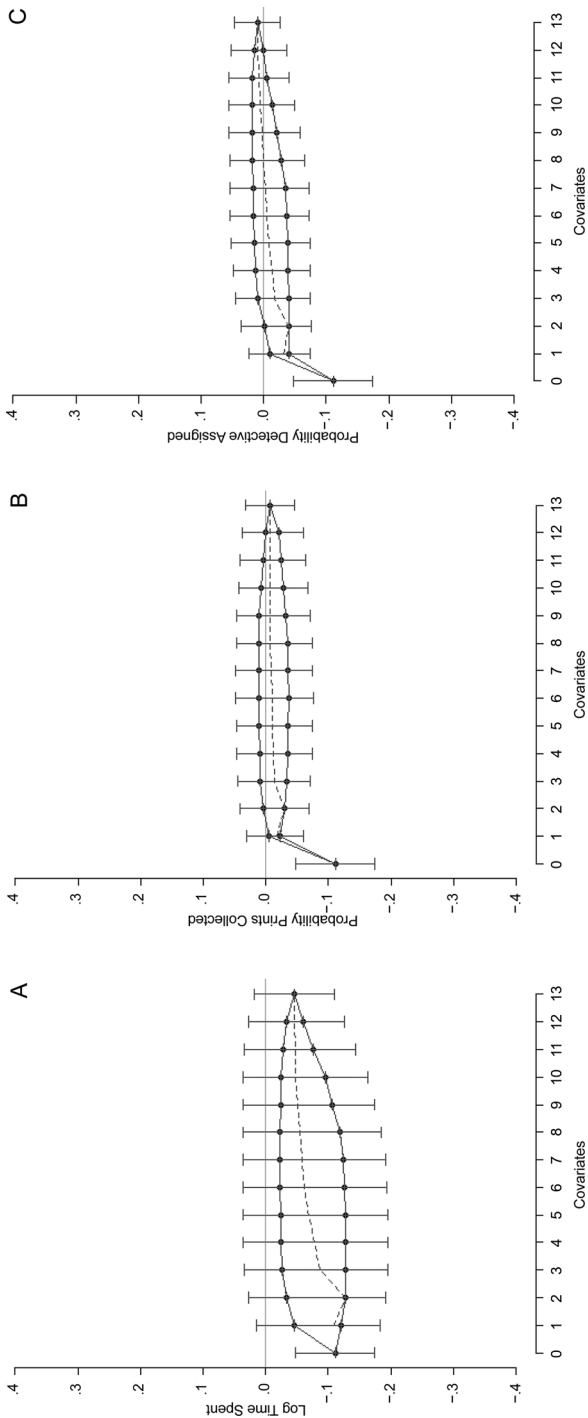 A
Log Time Spent
.4
.3
.2
.1
.0
-.1
-.2
-.3
-.4
0 1 2 3 4 5 6 7 8 9 10 11 12 13
Covariates
B
Probability Prints Collected
.4
.3
.2
.1
.0
-.1
-.2
-.3
-.4
0 1 2 3 4 5 6 7 8 9 10 11 12 13
Covariates
C
Probability Detective Assigned
.4
.3
.2
.1
.0
-.1
-.2
-.3
-.4
0 1 2 3 4 5 6 7 8 9 10 11 12 13
Covariates